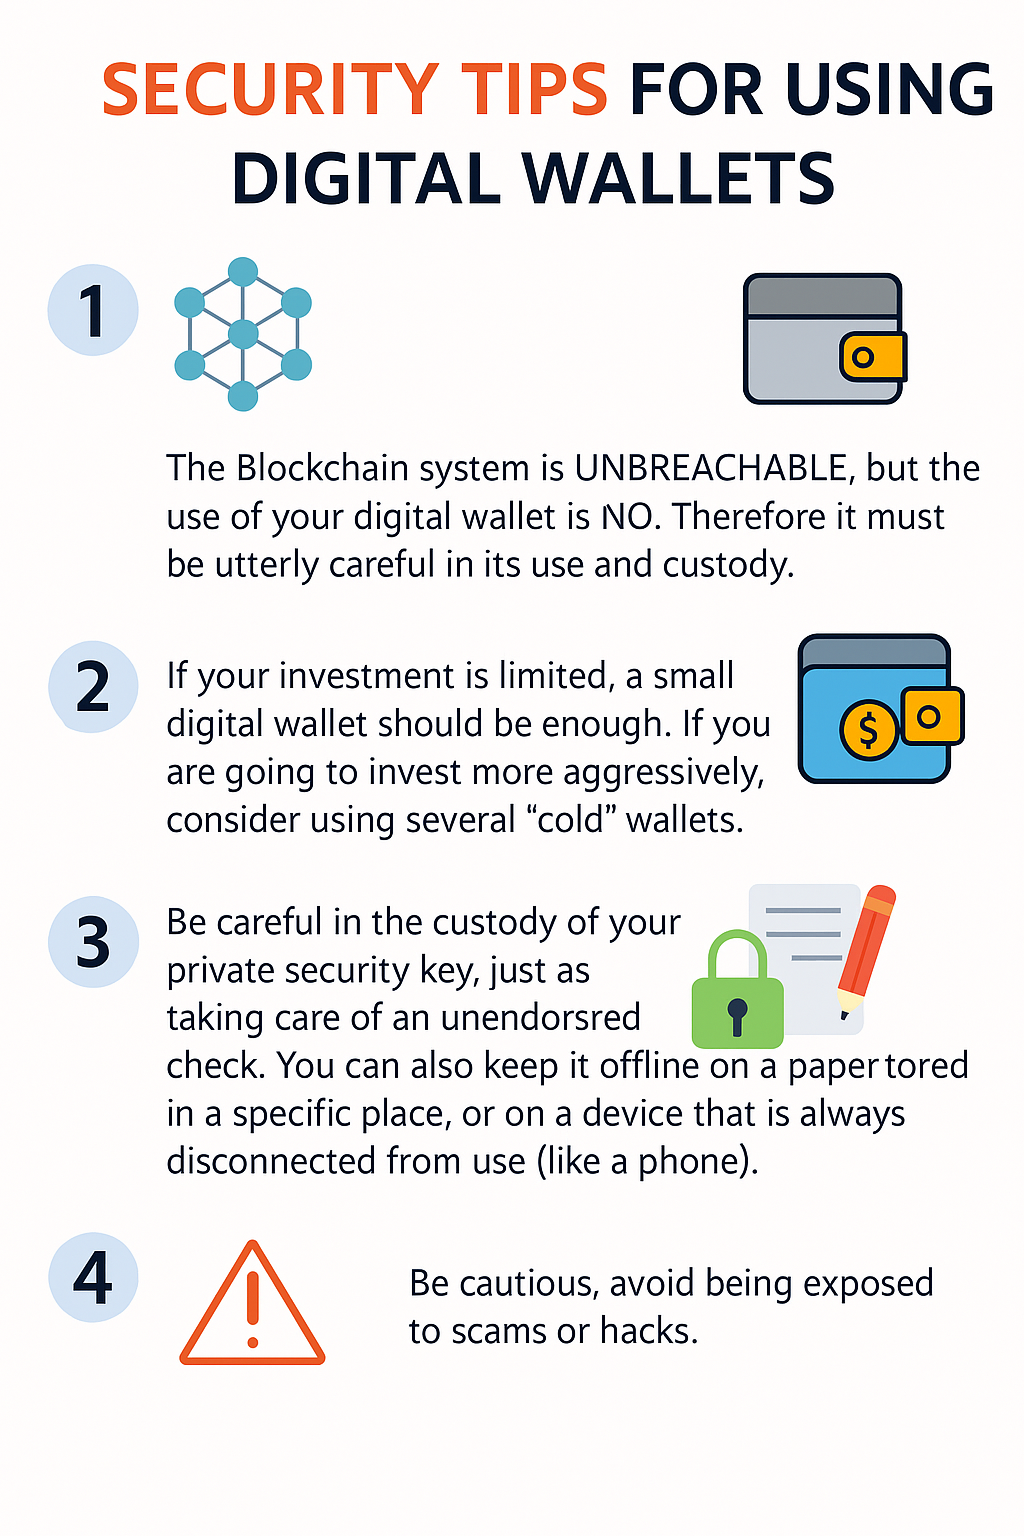 SECURITY TIPS FOR USING
DIGITAL WALLETS
1
The Blockchain system is UNBREACHABLE, but the
use of your digital wallet is NO. Therefore it must
be utterly careful in its use and custody.
2
If your investment is limited, a small
digital wallet should be enough. If you
are going to invest more aggressively,
consider using several “cold” wallets.
$
3
Be careful in the custody of your
private security key, just as
taking care of an unendorsred
check. You can also keep it offline on a paper tored
in a specific place, or on a device that is always
disconnected from use (like a phone).
4
Be cautious, avoid being exposed
to scams or hacks.